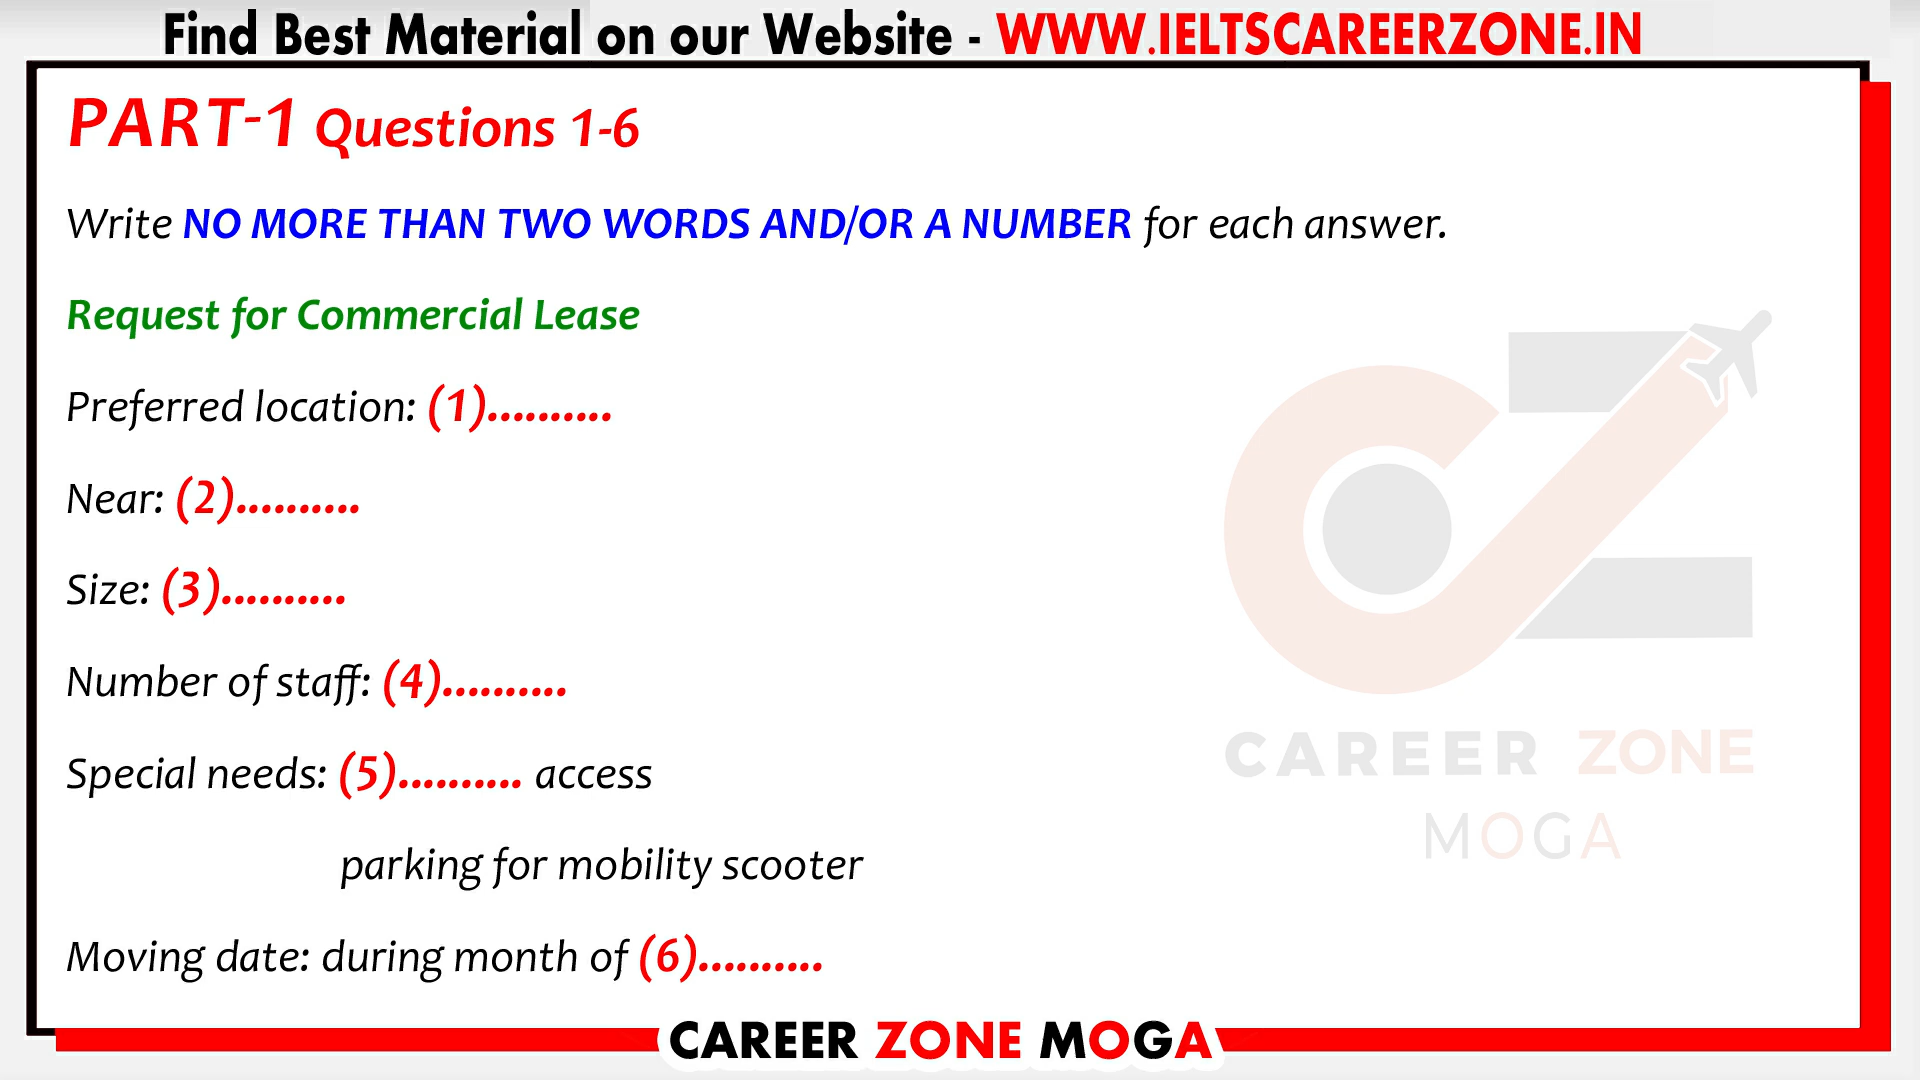 Find Best Material on our Website - WWW.IELTSCAREERZONE.IN
PART-1 Questions 1-6
Write NO MORE THAN TWO WORDS AND/OR A NUMBER for each answer.
Request for Commercial Lease
Preferred location: (1)..........
Near: (2)..........
Size: (3)..........
Number of staff: (4)..........
Special needs: (5).......... access
parking for mobility scooter
Moving date: during month of (6)..........
CAREER ZONE
MOGA
CAREER ZONE MOGA